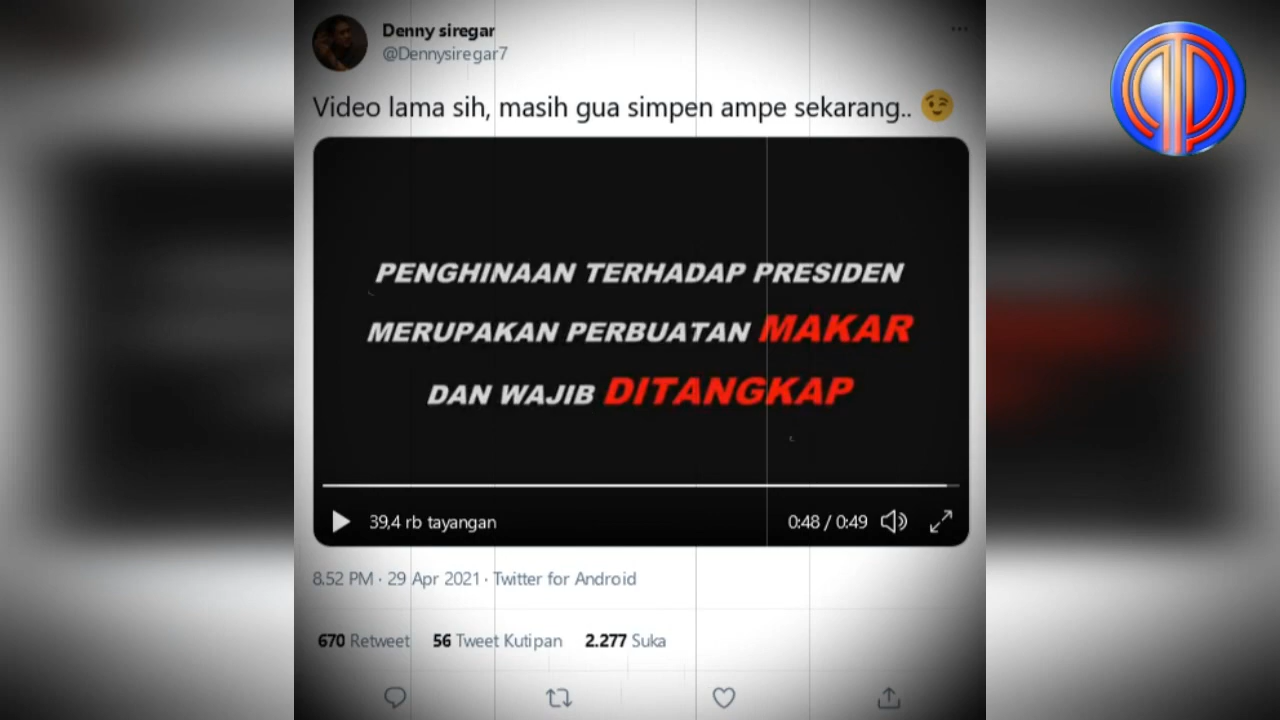 Denny siregar
@Dennysiregar7
Video lama sih, masih gua simpen ampe sekarang.. 😉
PENGHINAAN TERHADAP PRESIDEN
MERUPAKAN PERBUATAN MAKAR
DAN WAJIB DITANGKAP
39,4 rb tayangan
0:48 / 0:49
8.52 PM · 29 Apr 2021 · Twitter for Android
670 Retweet 56 Tweet Kutipan 2.277 Suka